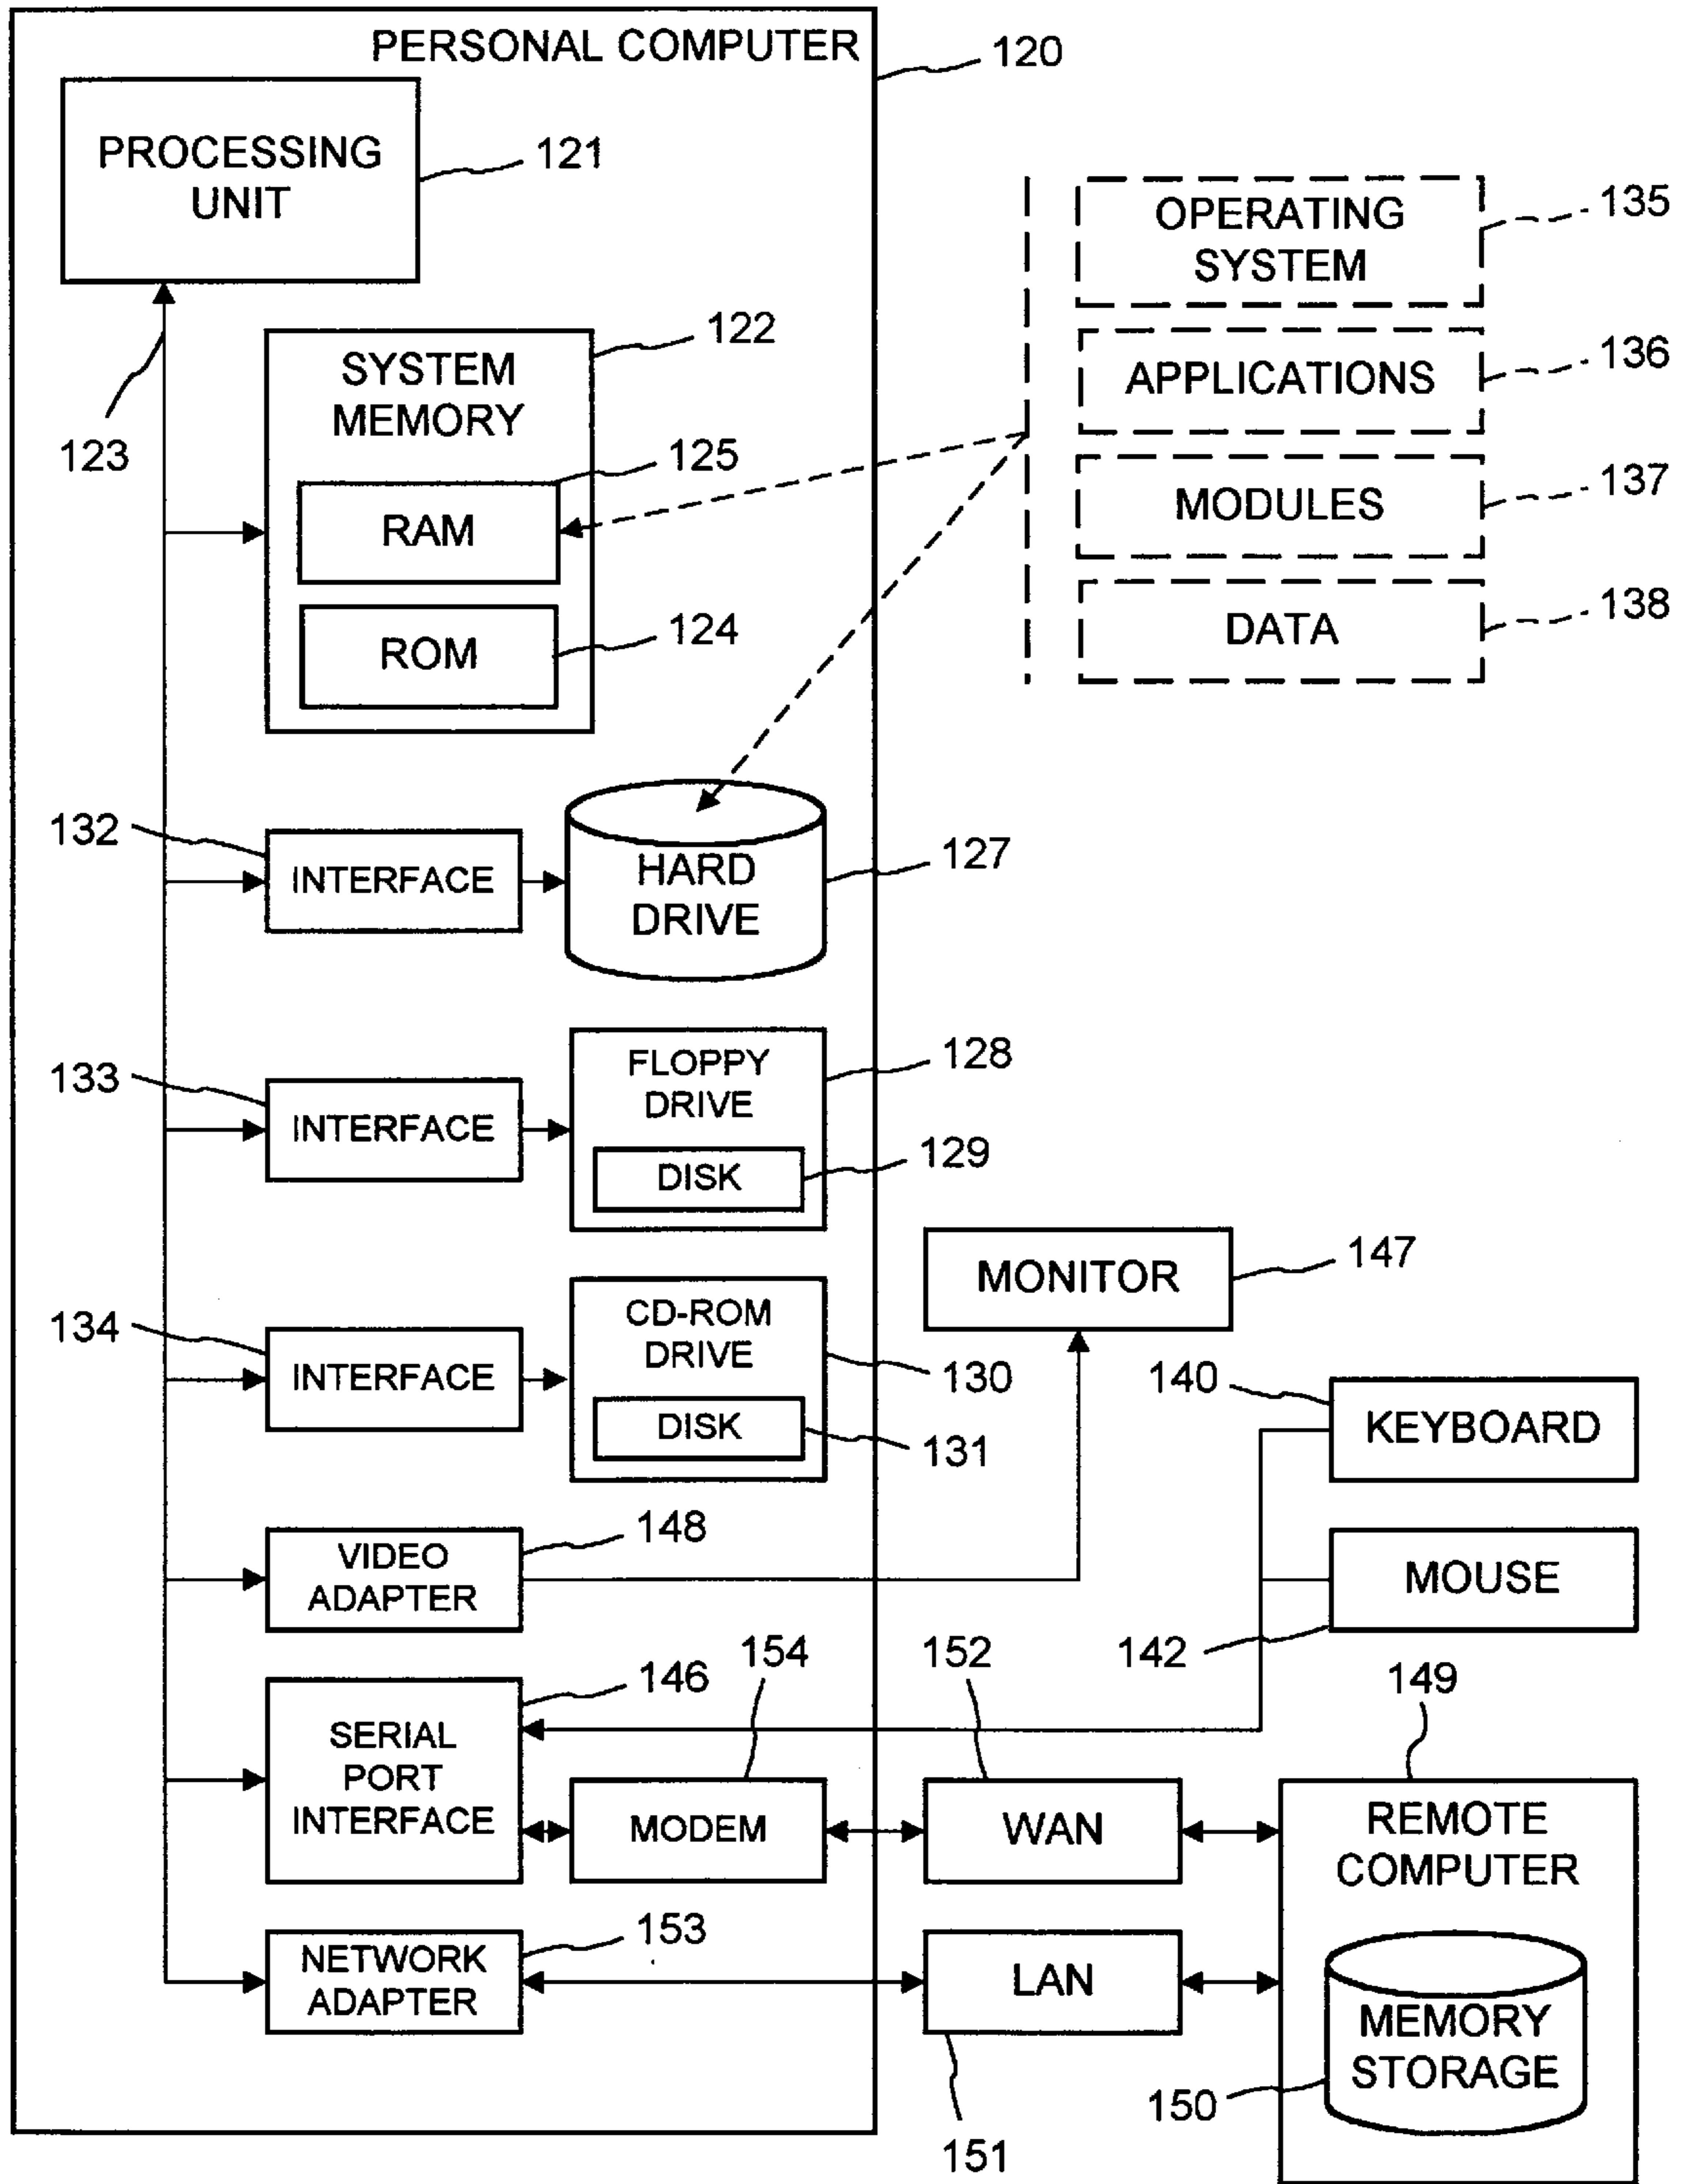 PERSONAL COMPUTER
120
PROCESSING
UNIT
121
123
SYSTEM
MEMORY
122
RAM
125
ROM
124
OPERATING
SYSTEM
135
APPLICATIONS
136
MODULES
137
DATA
138
132
INTERFACE
HARD
DRIVE
127
133
INTERFACE
FLOPPY
DRIVE
128
DISK
129
134
INTERFACE
CD-ROM
DRIVE
130
DISK
131
MONITOR
147
140
KEYBOARD
MOUSE
142
VIDEO
ADAPTER
148
SERIAL
PORT
INTERFACE
146
MODEM
154
WAN
152
149
REMOTE
COMPUTER
NETWORK
ADAPTER
153
LAN
151
MEMORY
STORAGE
150